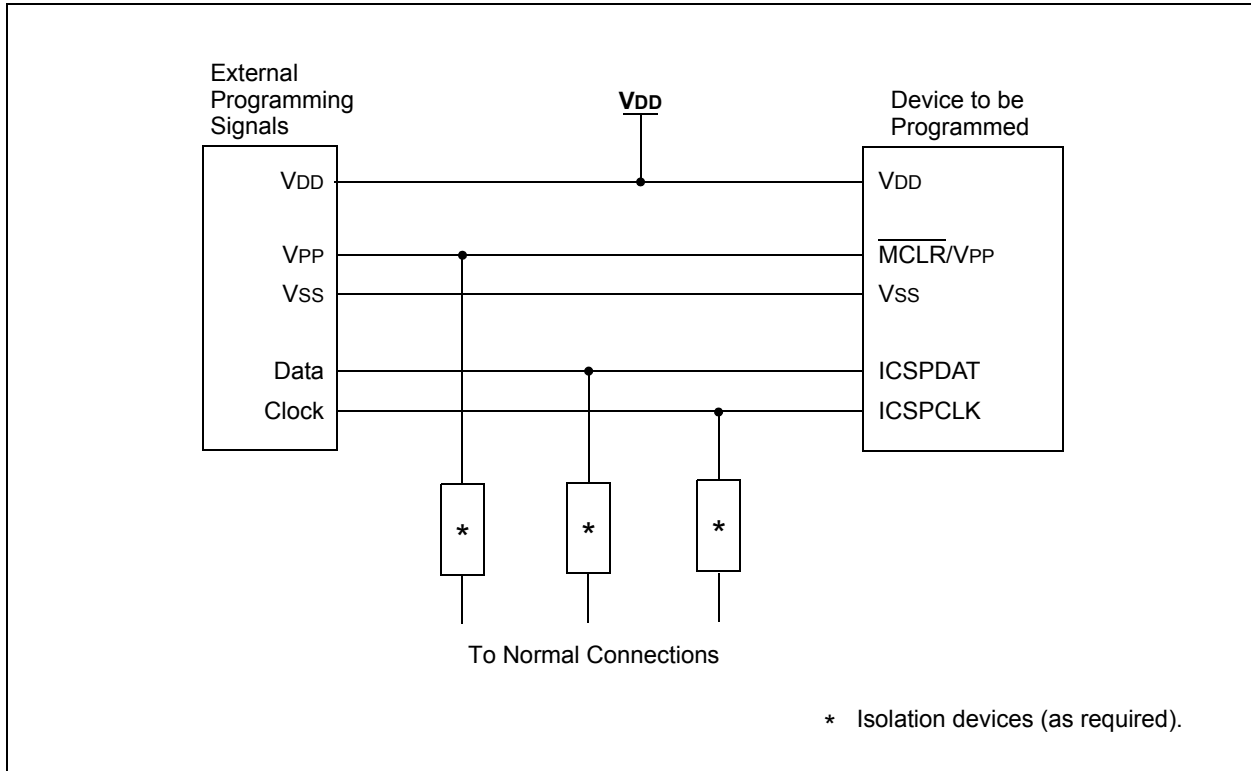 External
Programming
Signals
VDD
Device to be
Programmed
VDD
VPP
VSS
Data
Clock
VDD
MCLR/VPP
VSS
ICSPDAT
ICSPCLK
*
*
*
To Normal Connections
* Isolation devices (as required).